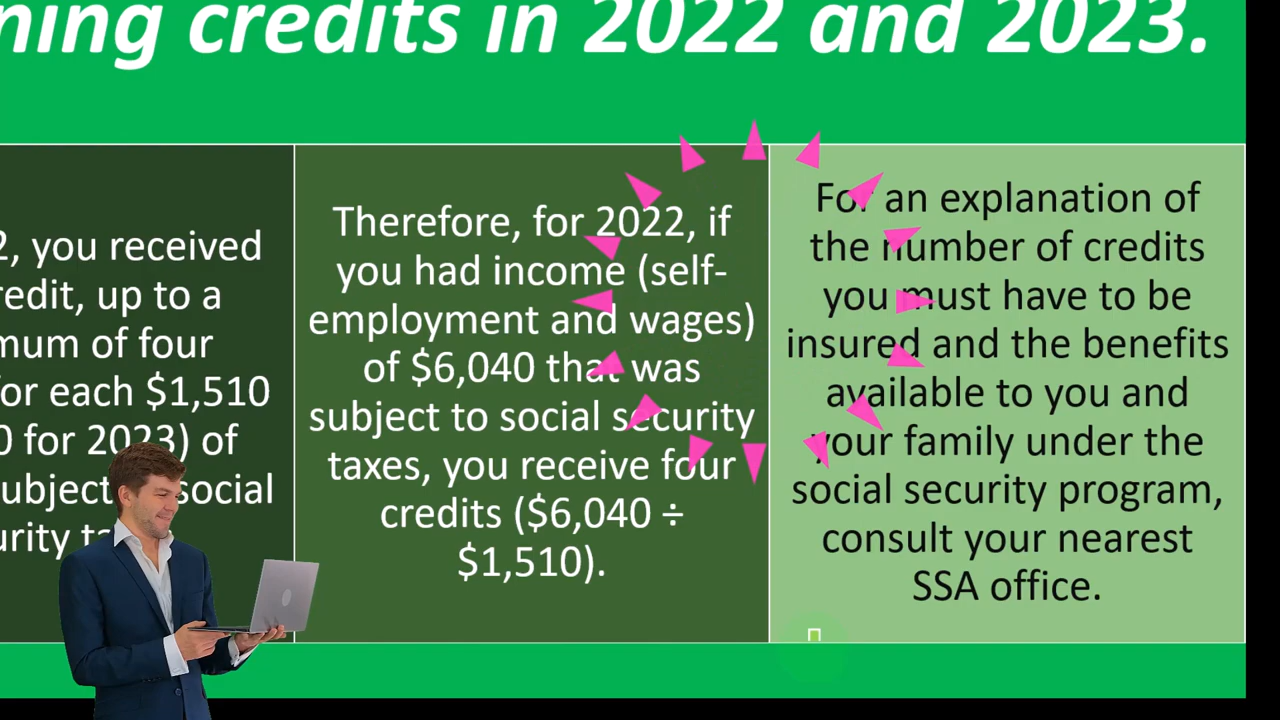 ning credits in 2022 and 2023.
2, you received
redit, up to a
mum of four
or each $1,510
0 for 2023) of
ubject social
urity
Therefore, for 2022, if
you had income (self-
employment and wages)
of $6,040 that was
subject to social security
taxes, you receive four
credits ($6,040 ÷
$1,510).
For an explanation of
the number of credits
you must have to be
insured and the benefits
available to you and
your family under the
social security program,
consult your nearest
SSA office.